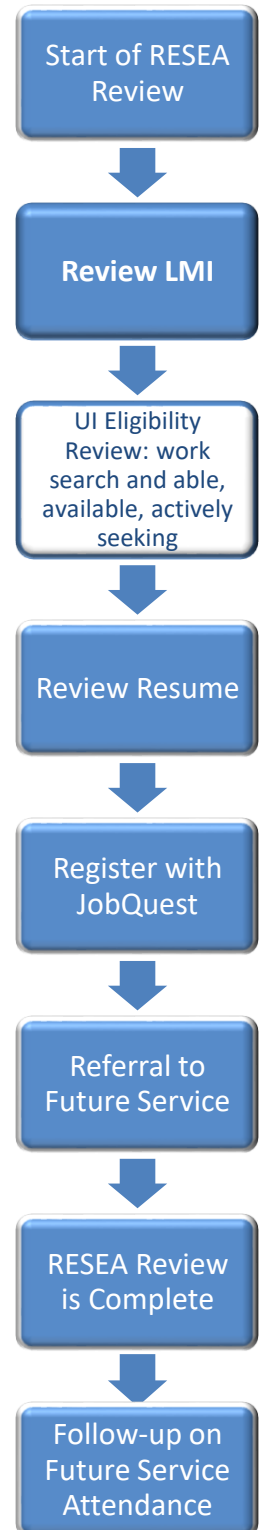 Start of RESEA
Review
Review LMI
UI Eligibility
Review: work
search and able,
available, actively
seeking
Review Resume
Register with
JobQuest
Referral to
Future Service
RESEA Review
is Complete
Follow-up on
Future Service
Attendance